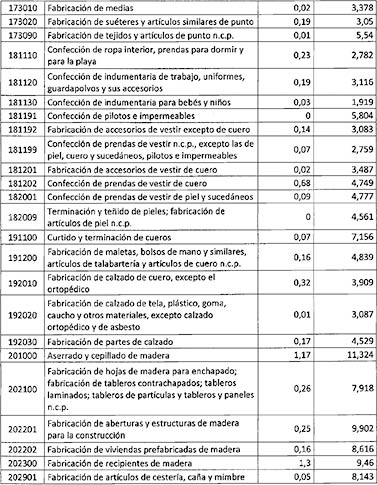 173010 Fabricación de medias 0,02 3,378
173020 Fabricación de suéteres y artículos similares de punto 0,19 3,05
173090 Fabricación de tejidos y artículos de punto n.c.p. 0,01 5,54
181110 Confección de ropa interior, prendas para dormir y
para la playa 0,23 2,782
181120 Confección de indumentaria de trabajo, uniformes,
guardapolvos y sus accesorios 0,19 3,116
181130 Confección de indumentaria para bebés y niños 0,03 1,919
181191 Confección de pilotos e impermeables 0 5,804
181192 Fabricación de accesorios de vestir excepto de cuero 0,14 3,083
181199 Confección de prendas de vestir n.c.p., excepto las de
piel, cuero y sucedáneos, pilotos e impermeables 0,07 2,759
181201 Fabricación de accesorios de vestir de cuero 0,02 3,487
181202 Confección de prendas de vestir de cuero 0,68 4,749
182001 Confección de prendas de vestir de piel y sucedáneos 0,09 4,777
182009 Terminación y teñido de pieles; fabricación de
artículos de piel n.c.p. 0 4,561
191100 Curtido y terminación de cueros 0,07 7,156
191200 Fabricación de maletas, bolsos de mano y similares,
artículos de talabartería y artículos de cuero n.c.p. 0,16 4,839
192010 Fabricación de calzado de cuero, excepto el
ortopédico 0,32 3,909
192020 Fabricación de calzado de tela, plástico, goma,
caucho y otros materiales, excepto calzado
ortopédico y de asbesto 0,01 3,087
192030 Fabricación de partes de calzado 0,17 4,529
201000 Aserrado y cepillado de madera 1,17 11,324
202100 Fabricación de hojas de madera para enchapado;
fabricación de tableros contrachapados; tableros
laminados; tableros de partículas y tableros y paneles
n.c.p. 0,26 7,918
202201 Fabricación de aberturas y estructuras de madera
para la construcción 0,25 9,902
202202 Fabricación de viviendas prefabricadas de madera 0,16 8,616
202300 Fabricación de recipientes de madera 1,3 9,46
202901 Fabricación de artículos de cestería, caña y mimbre 0,05 8,143